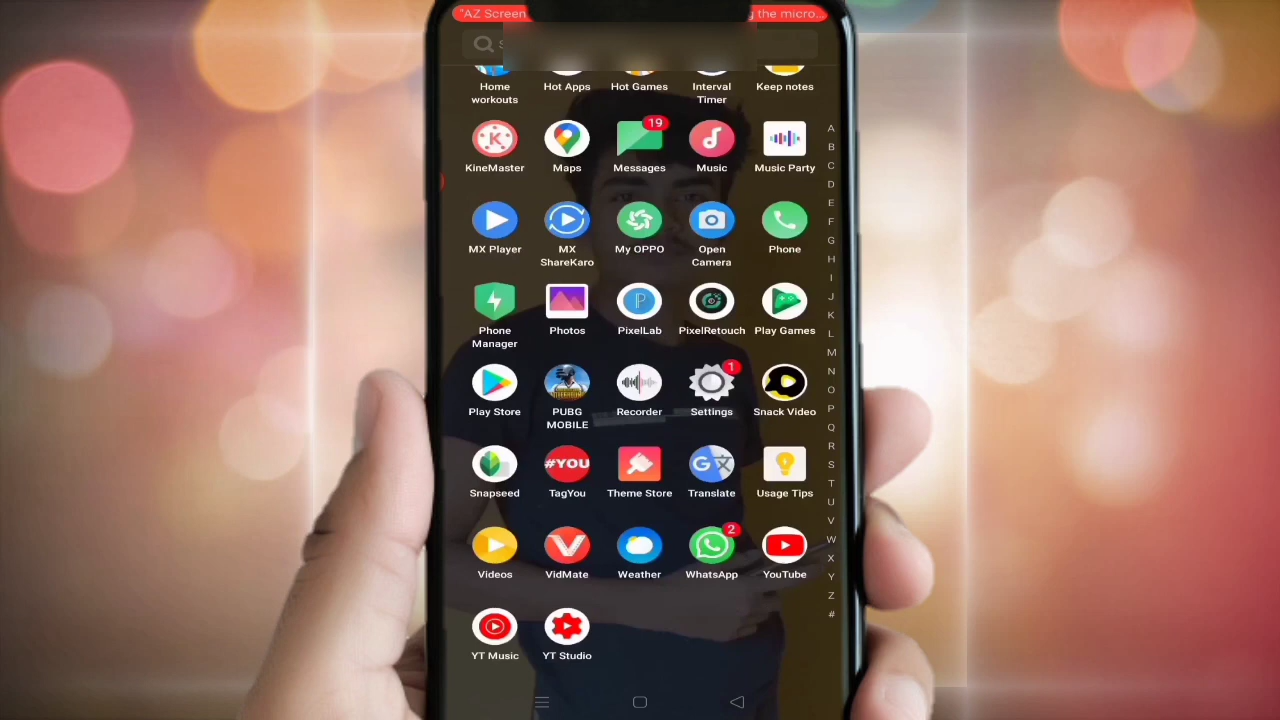 "AZ Screen
g the micro...
Home workouts
Hot Apps
Hot Games
Interval Timer
Keep notes
KineMaster
Maps
19
Messages
Music
Music Party
MX Player
MX ShareKaro
My OPPO
Open Camera
Phone
Phone Manager
Photos
PixelLab
PixelRetouch
Play Games
Play Store
PUBG MOBILE
Recorder
1
Settings
Snack Video
Snapseed
#YOU
TagYou
Theme Store
Translate
Usage Tips
Videos
VidMate
Weather
2
WhatsApp
YouTube
YT Music
YT Studio
A
B
C
D
E
F
G
H
I
J
K
L
M
N
O
P
Q
R
S
T
U
V
W
X
Y
Z
#